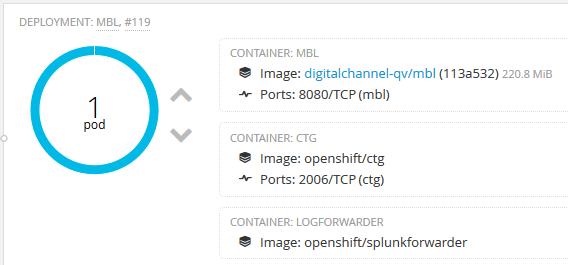 DEPLOYMENT: MBL, #119
1
pod
CONTAINER: MBL
Image: digitalchannel-qv/mbl (113a532) 220.8 MiB
Ports: 8080/TCP (mbl)
CONTAINER: CTG
Image: openshift/ctg
Ports: 2006/TCP (ctg)
CONTAINER: LOGFORWARDER
Image: openshift/splunkforwarder